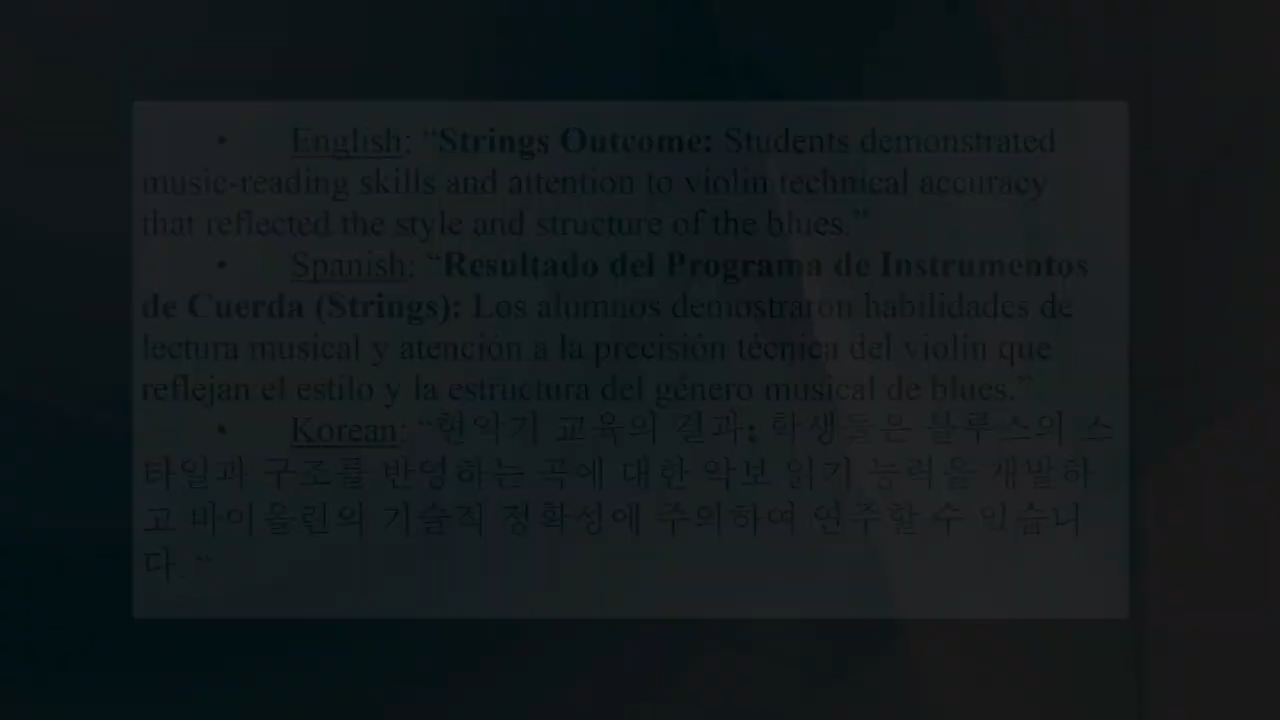 • English: “Strings Outcome: Students demonstrated
music-reading skills and attention to violin technical accuracy
that reflected the style and structure of the blues.”
• Spanish: “Resultado del Programa de Instrumentos
de Cuerda (Strings): Los alumnos demostraron habilidades de
lectura musical y atención a la precisión técnica del violín que
reflejan el estilo y la estructura del género musical de blues.”
• Korean: “현악기 교육의 결과: 학생들은 블루스의 스
타일과 구조를 반영하는 곡에 대한 악보 읽기 능력을 개발하
고 바이올린의 기술적 정확성에 주의하여 연주할 수 있습니
다. “